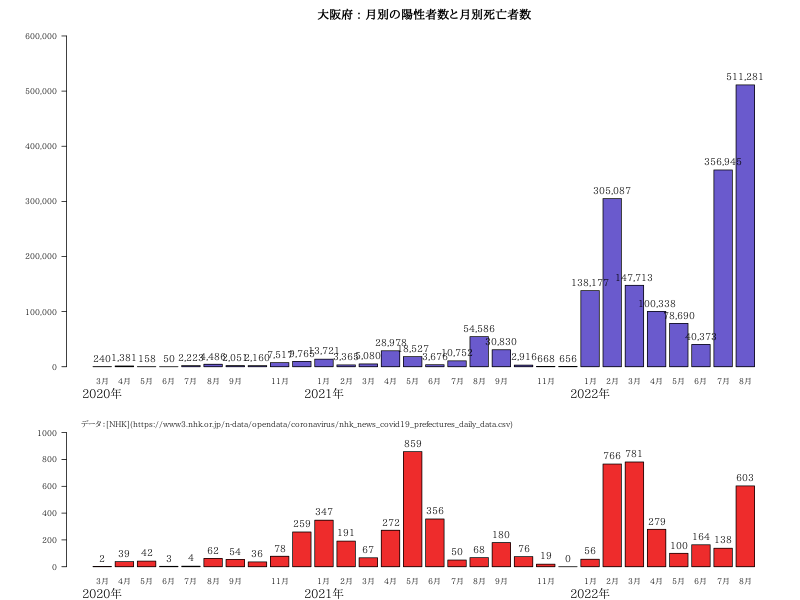 大阪府 : 月別の陽性者数と月別死亡者数
600,000
500,000
400,000
300,000
200,000
100,000
0
240 1,381 158 50 2,223 4,486 2,051 2,160 7,517 9,765 13,721 3,365 5,080 28,978 18,527 3,676 10,752 54,586 30,830 2,916 668 656 138,177 305,087 147,713 100,338 78,690 40,373 356,945 511,281
3月 4月 5月 6月 7月 8月 9月 11月 1月 2月 3月 4月 5月 6月 7月 8月 9月 11月 1月 2月 3月 4月 5月 6月 7月 8月
2020年 2021年 2022年
データ：[NHK](https://www3.nhk.or.jp/n-data/opendata/coronavirus/nhk_news_covid19_prefectures_daily_data.csv)
1000
800
600
400
200
0
2 39 42 3 4 62 54 36 78 259 347 191 67 272 859 356 50 68 180 76 19 0 56 766 781 279 100 164 138 603
3月 4月 5月 6月 7月 8月 9月 11月 1月 2月 3月 4月 5月 6月 7月 8月 9月 11月 1月 2月 3月 4月 5月 6月 7月 8月
2020年 2021年 2022年